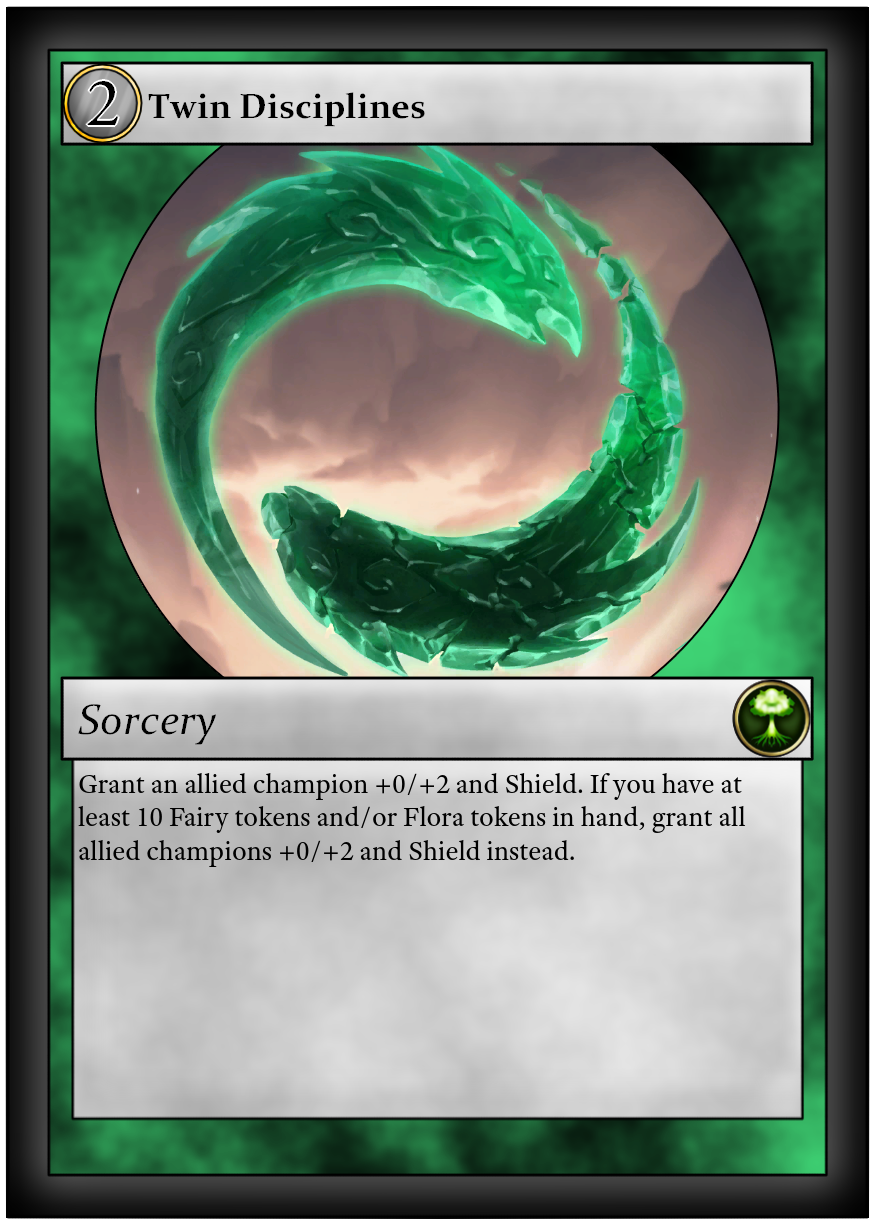 2
Twin Disciplines
Sorcery
Grant an allied champion +0/+2 and Shield. If you have at
least 10 Fairy tokens and/or Flora tokens in hand, grant all
allied champions +0/+2 and Shield instead.